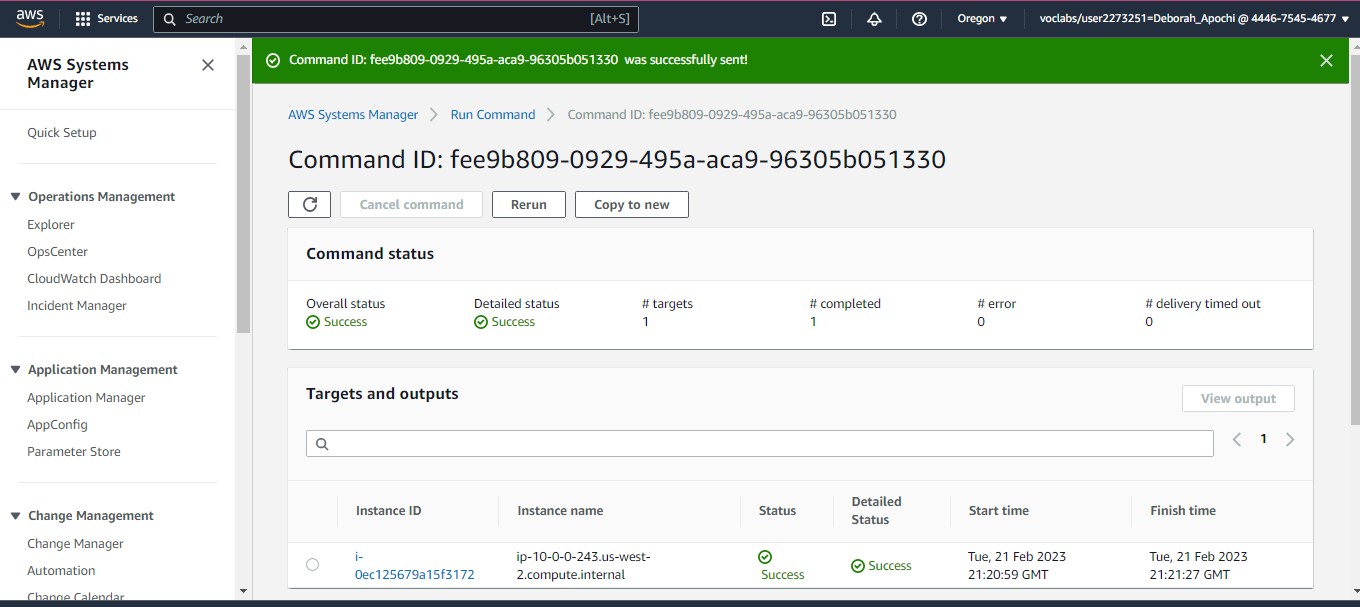 aws
Services
Search
[Alt+S]
Oregon
voclabs/user2273251=Deborah_Apochi @ 4446-7545-4677
AWS Systems
Manager
Quick Setup
Operations Management
Explorer
OpsCenter
CloudWatch Dashboard
Incident Manager
Application Management
Application Manager
AppConfig
Parameter Store
Change Management
Change Manager
Automation
Change Calendar
Command ID: fee9b809-0929-495a-aca9-96305b051330 was successfully sent!
AWS Systems Manager
Run Command
Command ID: fee9b809-0929-495a-aca9-96305b051330
Command ID: fee9b809-0929-495a-aca9-96305b051330
Cancel command
Rerun
Copy to new
Command status
Overall status
Success
Detailed status
Success
# targets
1
# completed
1
# error
0
# delivery timed out
0
Targets and outputs
View output
1
Instance ID
Instance name
Status
Detailed
Status
Start time
Finish time
i-
0ec125679a15f3172
ip-10-0-0-243.us-west-
2.compute.internal
Success
Success
Tue, 21 Feb 2023
21:20:59 GMT
Tue, 21 Feb 2023
21:21:27 GMT